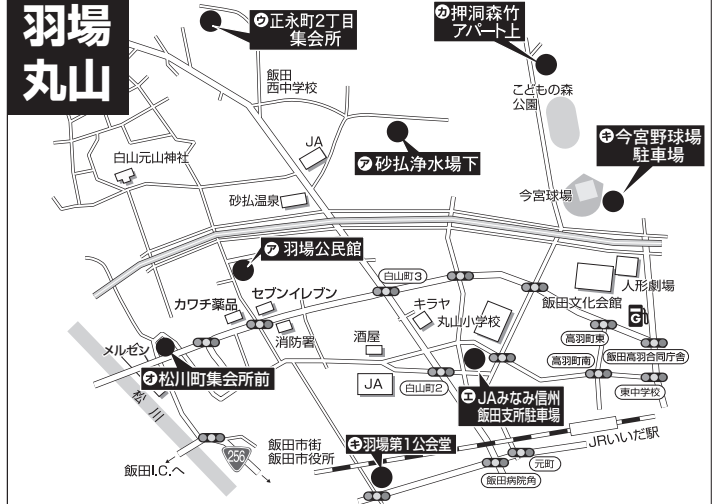 羽場
丸山
ウ正永町2丁目
集会所
カ押洞森竹
アパート上
飯田
西中学校
こどもの森
公園
JA
ア砂払浄水場下
キ今宮野球場
駐車場
白山元山神社
砂払温泉
今宮球場
ア 羽場公民館
白山町3
人形劇場
カワチ薬品
セブンイレブン
キラヤ
丸山小学校
飯田文化会館
G
消防署
酒屋
高羽町東
メルゼン
高羽町南
飯田高羽合同庁舎
オ松川町集会所前
JA
白山町2
エJAみなみ信州
飯田支所駐車場
東中学校
松川
キ羽場第1公会堂
JRいいだ駅
256
飯田市街
飯田市役所
飯田I.C.へ
元町
飯田病院角